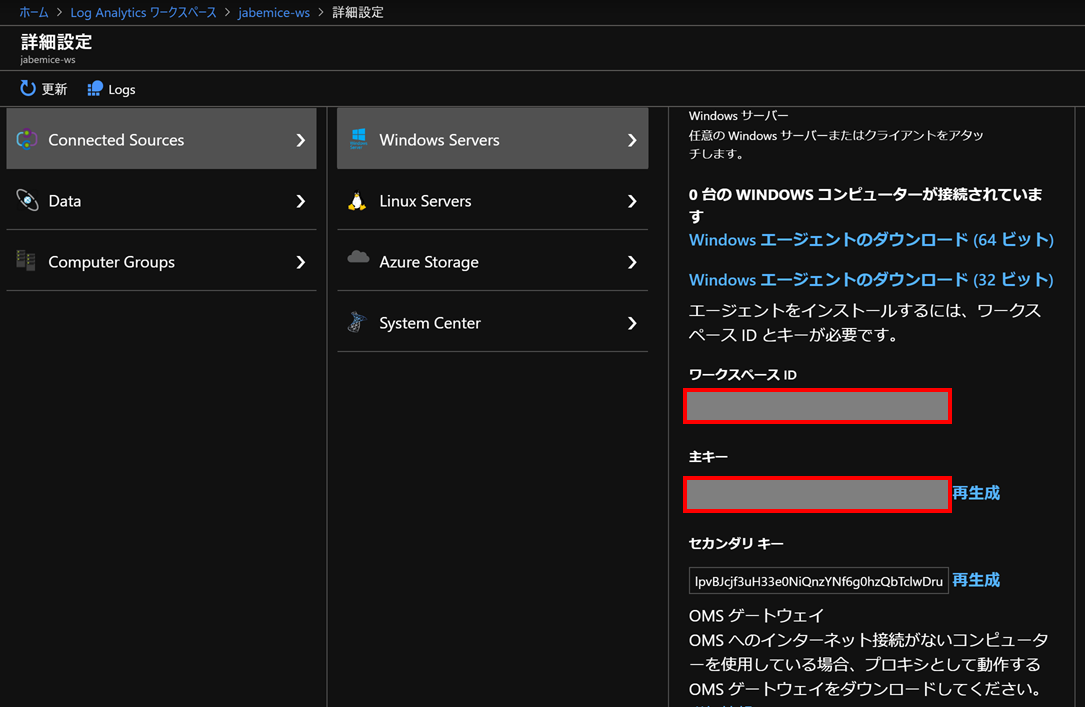 ホーム > Log Analytics ワークスペース > jabemice-ws > 詳細設定
詳細設定
jabemice-ws
更新 Logs
Connected Sources
Data
Computer Groups
Windows Servers
Linux Servers
Azure Storage
System Center
Windows サーバー
任意の Windows サーバーまたはクライアントをアタッ
チします。
0 台の WINDOWS コンピューターが接続されていま
す
Windows エージェントのダウンロード (64 ビット)
Windows エージェントのダウンロード (32 ビット)
エージェントをインストールするには、ワークス
ペース ID とキーが必要です。
ワークスペース ID
主キー
再生成
セカンダリ キー
lpvBJcjf3uH33e0NiQnzYNf6g0hzQbTclwDru 再生成
OMS ゲートウェイ
OMS へのインターネット接続がないコンピュータ
ーを使用している場合、プロキシとして動作する
OMS ゲートウェイをダウンロードしてください。